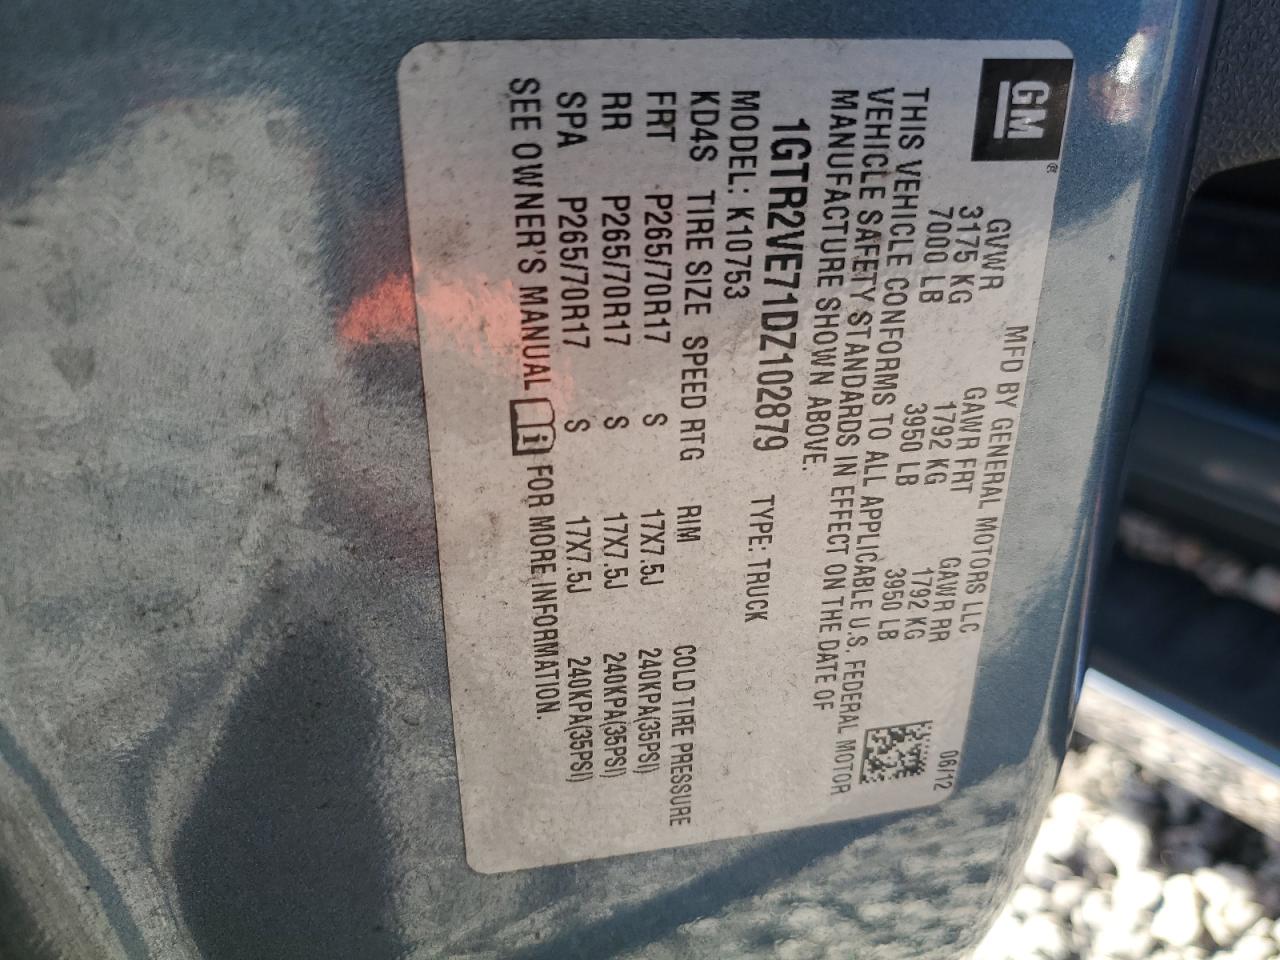 GM®
MFD BY GENERAL MOTORS LLC 06/12
GVWR GAWR FRT GAWR RR
3175 KG 1792 KG 1792 KG
7000 LB 3950 LB 3950 LB
THIS VEHICLE CONFORMS TO ALL APPLICABLE U.S. FEDERAL MOTOR
VEHICLE SAFETY STANDARDS IN EFFECT ON THE DATE OF
MANUFACTURE SHOWN ABOVE.
1GTR2VE71DZ102879 TYPE: TRUCK
MODEL: K10753
KD4S TIRE SIZE SPEED RTG RIM COLD TIRE PRESSURE
FRT P265/70R17 S 17X7.5J 240KPA(35PSI)
RR P265/70R17 S 17X7.5J 240KPA(35PSI)
SPA P265/70R17 S 17X7.5J 240KPA(35PSI)
SEE OWNER'S MANUAL i FOR MORE INFORMATION.